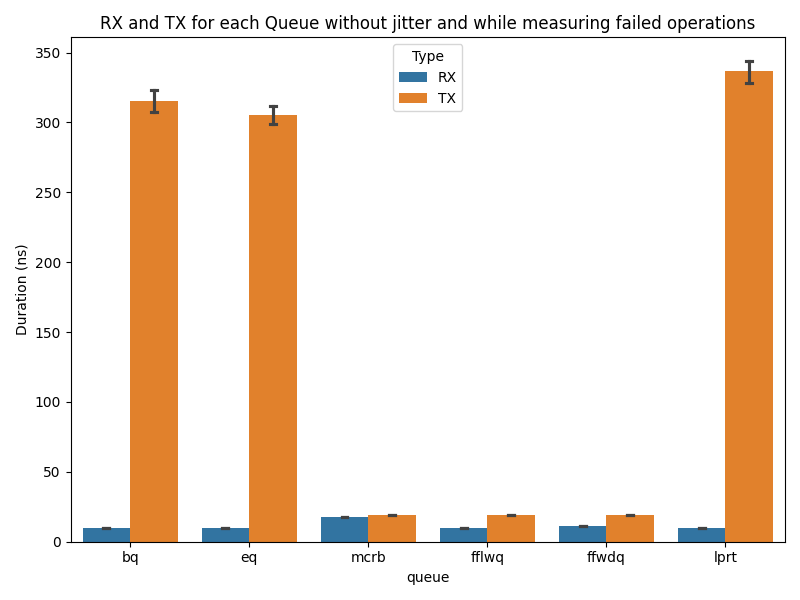 RX and TX for each Queue without jitter and while measuring failed operations
Type
RX
TX
350
300
250
200
150
100
50
0
Duration (ns)
bq eq mcrb fflwq ffwdq lprt
queue